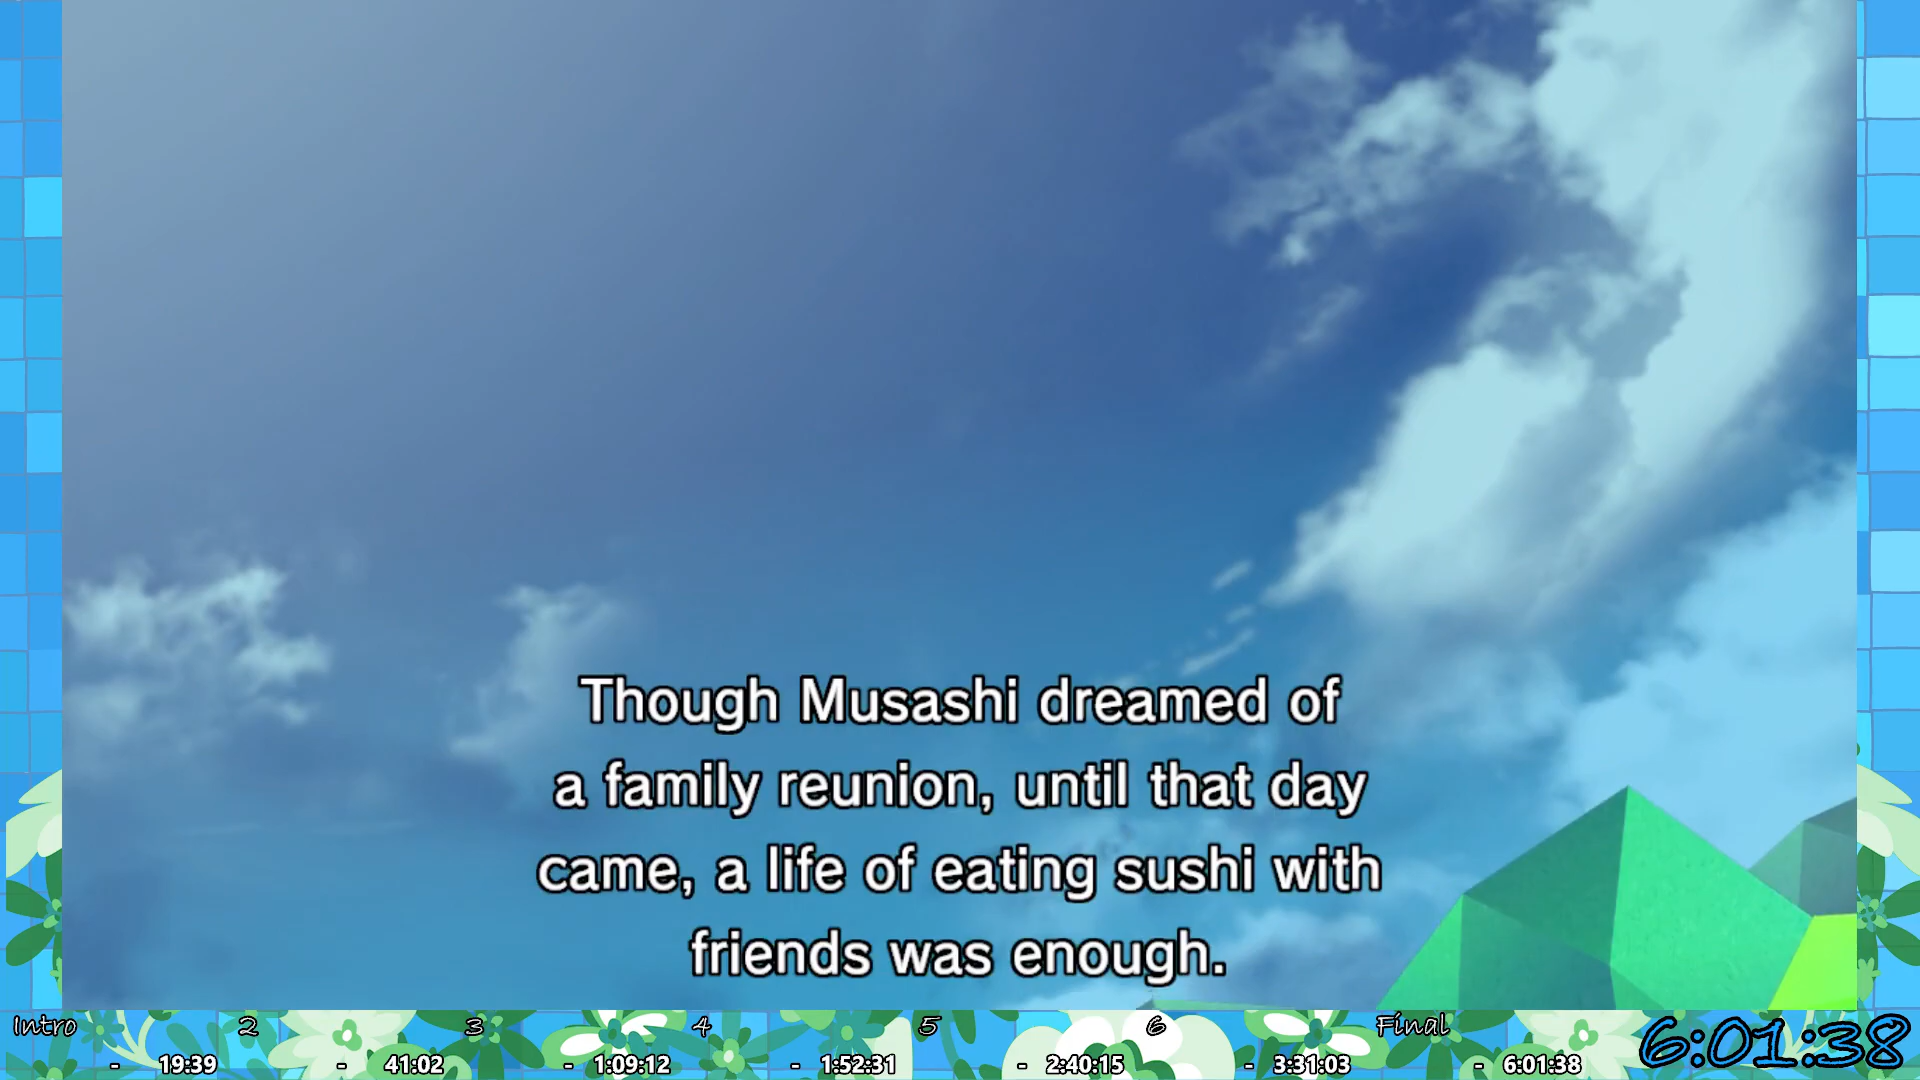 Though Musashi dreamed of
a family reunion, until that day
came, a life of eating sushi with
friends was enough.
Intro 2 3 4 5 6 Final 6:01:38
- 19:39 - 41:02 - 1:09:12 - 1:52:31 - 2:40:15 - 3:31:03 - 6:01:38